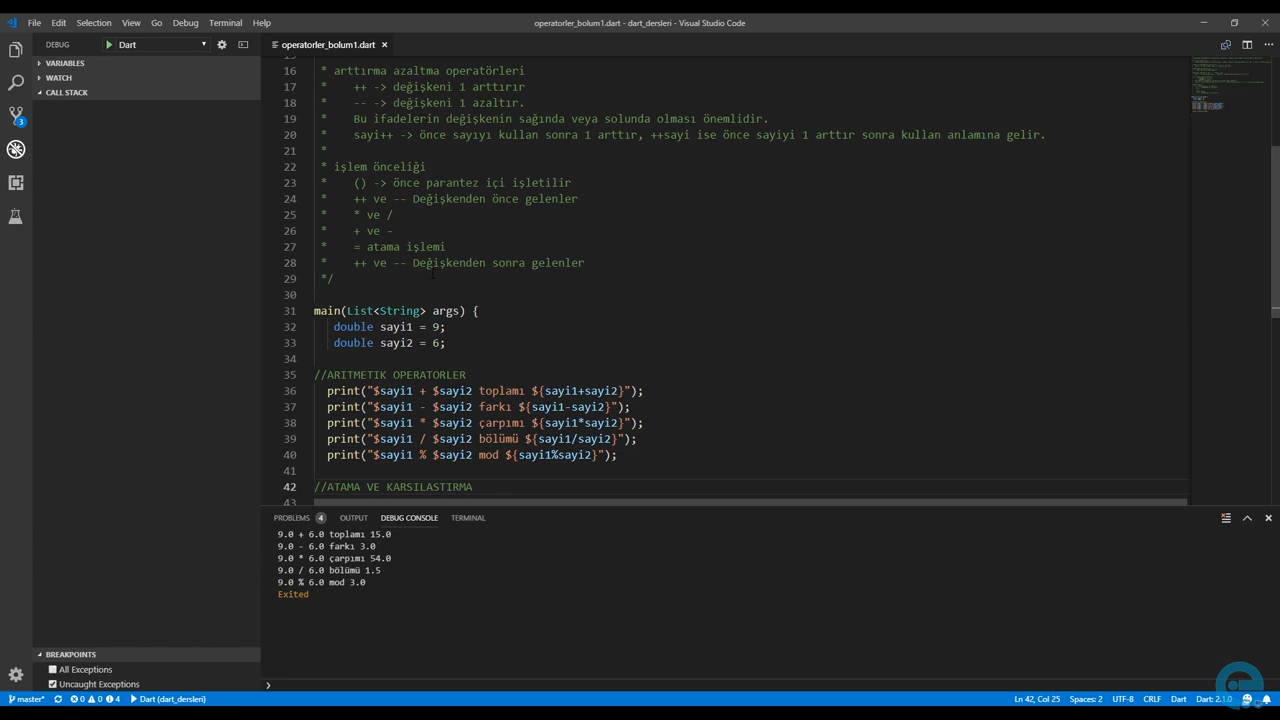 File Edit Selection View Go Debug Terminal Help
operatorler_bolum1.dart - dart_dersleri - Visual Studio Code
DEBUG Dart
operatorler_bolum1.dart
VARIABLES
WATCH
CALL STACK
3
16 * arttırma azaltma operatörleri
17 * ++ -> değişkeni 1 arttırır
18 * -- -> değişkeni 1 azaltır.
19 * Bu ifadelerin değişkenin sağında veya solunda olması önemlidir.
20 * sayi++ -> önce sayıyı kullan sonra 1 arttır, ++sayi ise önce sayiyi 1 arttır sonra kullan anlamına gelir.
21 *
22 * işlem önceliği
23 * () -> önce parantez içi işletilir
24 * ++ ve -- Değişkenden önce gelenler
25 * * ve /
26 * + ve -
27 * = atama işlemi
28 * ++ ve -- Değişkenden sonra gelenler
29 */
30
31 main(List<String> args) {
32 double sayi1 = 9;
33 double sayi2 = 6;
34
35 //ARITMETIK OPERATORLER
36 print("$sayi1 + $sayi2 toplamı ${sayi1+sayi2}");
37 print("$sayi1 - $sayi2 farkı ${sayi1-sayi2}");
38 print("$sayi1 * $sayi2 çarpımı ${sayi1*sayi2}");
39 print("$sayi1 / $sayi2 bölümü ${sayi1/sayi2}");
40 print("$sayi1 % $sayi2 mod ${sayi1%sayi2}");
41
42 //ATAMA VE KARSILASTIRMA
43
PROBLEMS 4 OUTPUT DEBUG CONSOLE TERMINAL
9.0 + 6.0 toplamı 15.0
9.0 - 6.0 farkı 3.0
9.0 * 6.0 çarpımı 54.0
9.0 / 6.0 bölümü 1.5
9.0 % 6.0 mod 3.0
Exited
BREAKPOINTS
All Exceptions
Uncaught Exceptions
master* 0 0 4 Dart (dart_dersleri)
Ln 42, Col 25 Spaces: 2 UTF-8 CRLF Dart Dart: 2.1.0